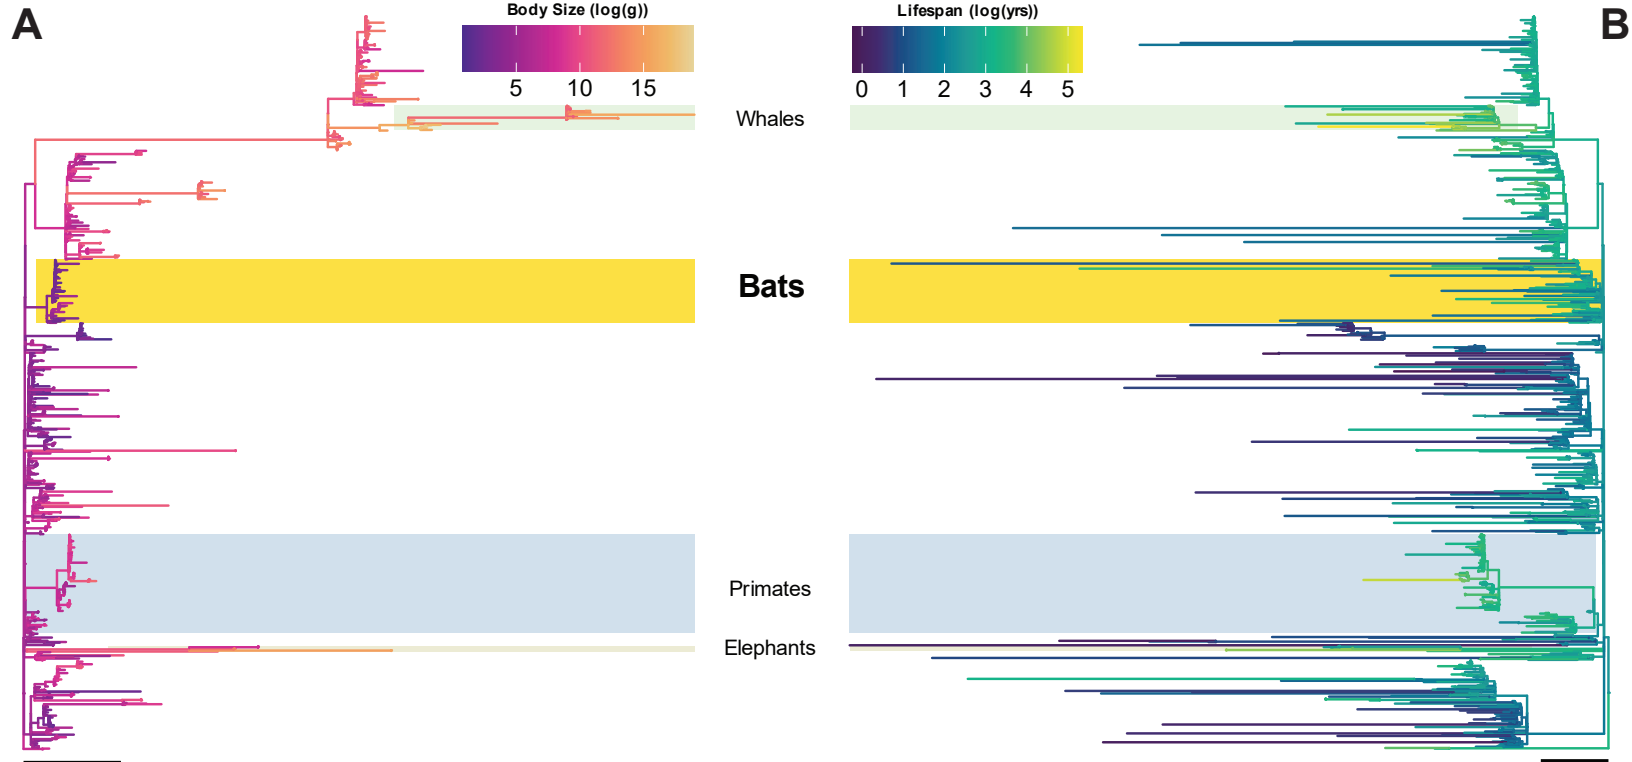 A
Body Size (log(g))
5 10 15
Lifespan (log(yrs))
0 1 2 3 4 5
B
Whales
Bats
Primates
Elephants